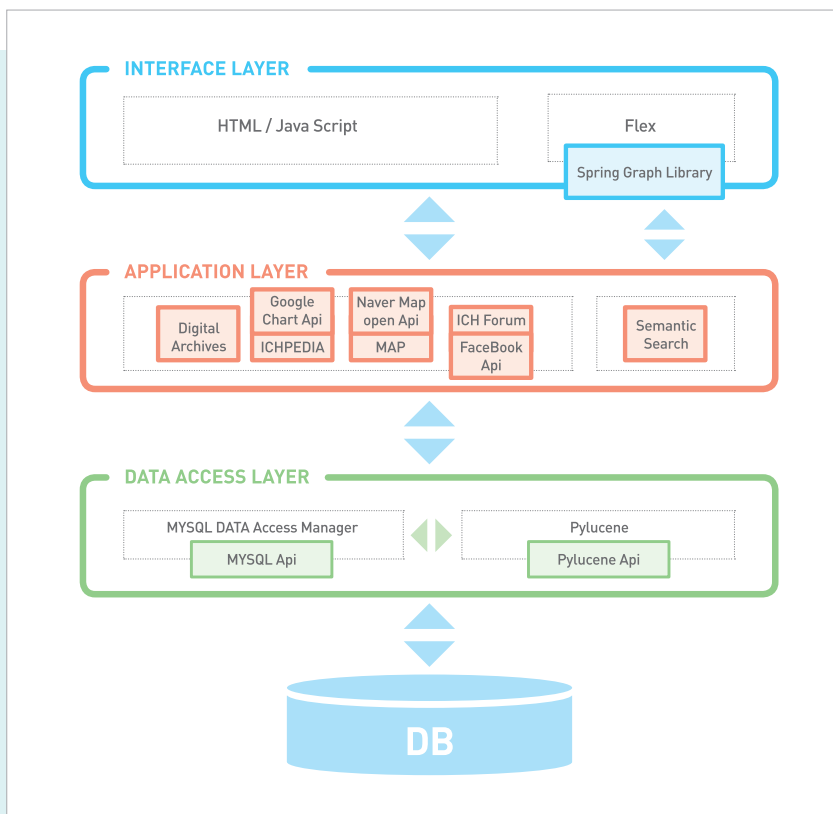 INTERFACE LAYER
HTML / Java Script
Flex
Spring Graph Library
APPLICATION LAYER
Digital
Archives
Google
Chart Api
ICHPEDIA
Naver Map
open Api
MAP
ICH Forum
FaceBook
Api
Semantic
Search
DATA ACCESS LAYER
MYSQL DATA Access Manager
MYSQL Api
Pylucene
Pylucene Api
DB